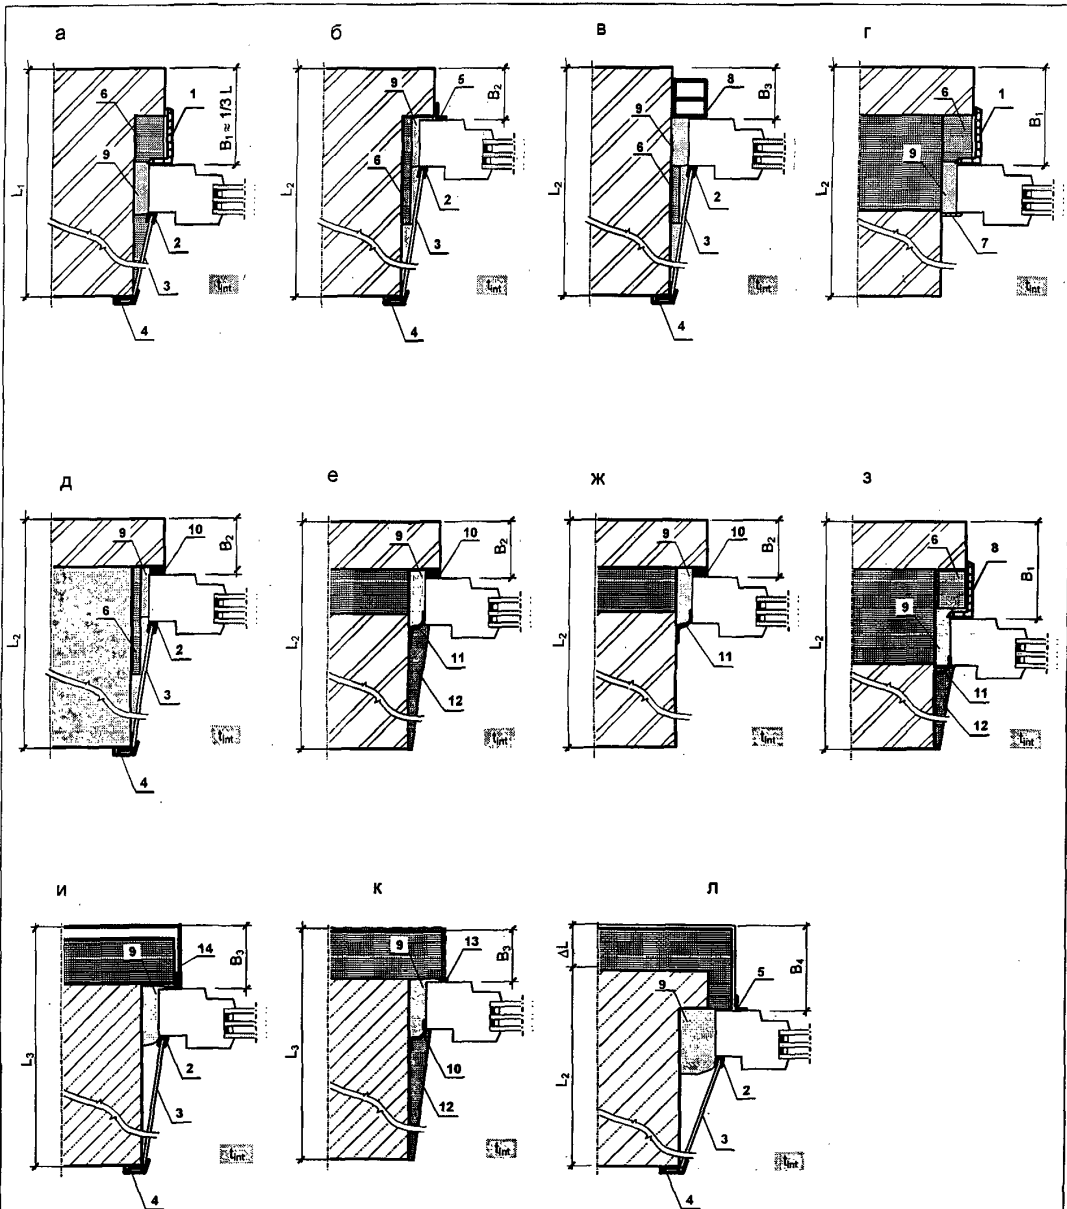 а
б
в
г
6
1
B₁ ≈ 1/3 L
9
L₁
2
3
tint
4
9
5
B₂
6
L₂
2
3
tint
4
8
9
B₃
6
L₂
2
3
tint
4
6
1
B₁
9
L₂
7
tint
д
е
ж
з
9
10
B₂
6
L₂
2
3
tint
4
9
10
B₂
L₂
11
12
tint
9
10
B₂
L₂
11
tint
6
8
B₁
9
L₂
11
12
tint
и
к
л
9
14
B₃
L₃
2
3
tint
4
9
13
B₃
L₃
10
12
tint
ΔL
9
5
B₄
L₂
2
3
tint
4